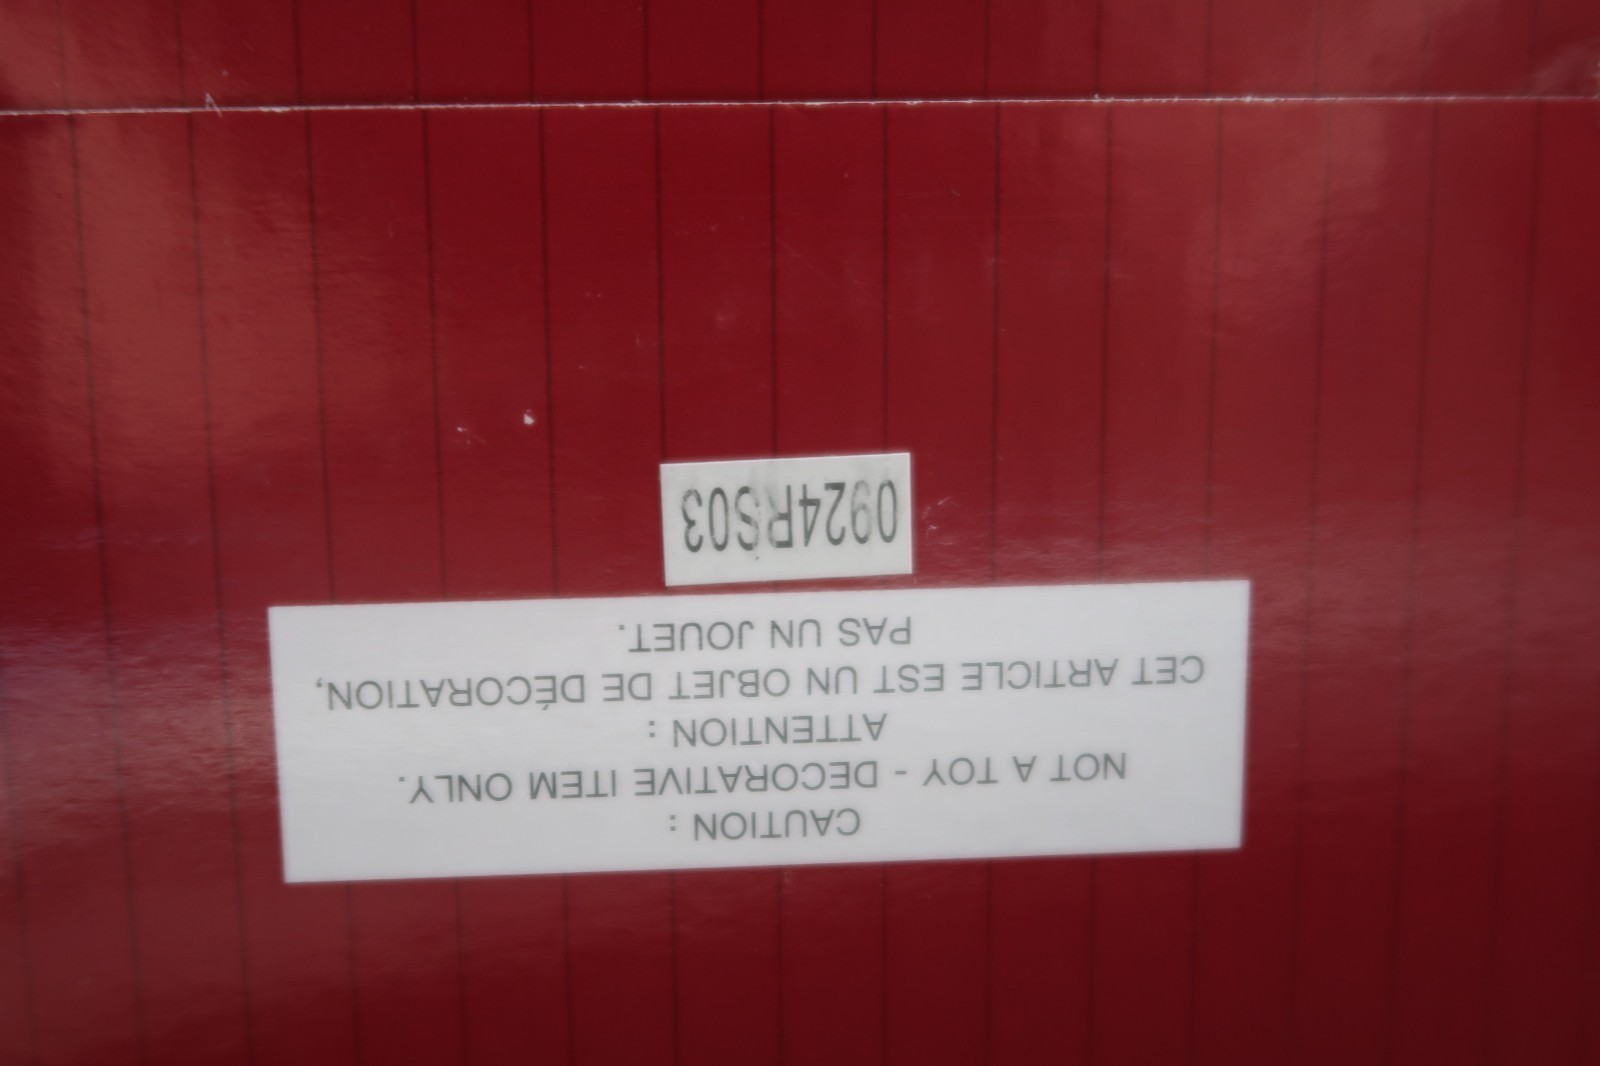 CAUTION :
NOT A TOY - DECORATIVE ITEM ONLY.
ATTENTION :
CET ARTICLE EST UN OBJET DE DÉCORATION,
PAS UN JOUET.
0924RS03